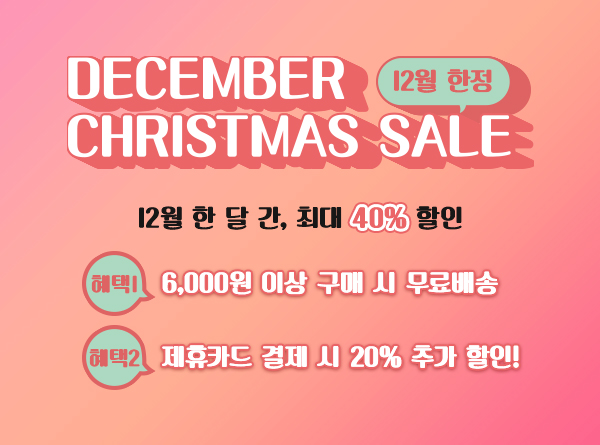 DECEMBER 12월 한정
CHRISTMAS SALE
12월 한 달 간, 최대 40% 할인
혜택1 6,000원 이상 구매 시 무료배송
혜택2 제휴카드 결제 시 20% 추가 할인!